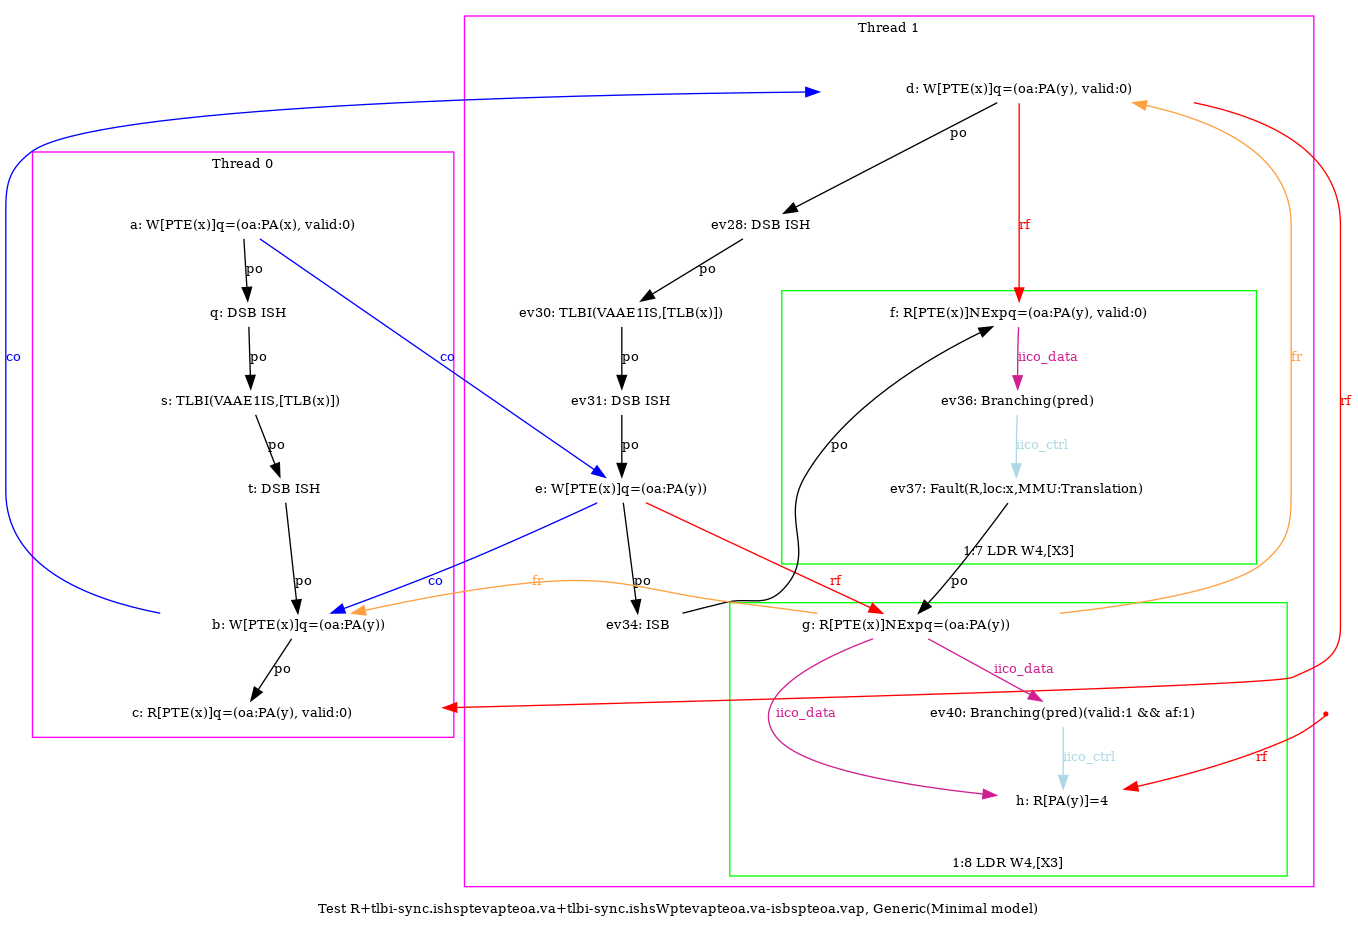 Thread 1
d: W[PTE(x)]q=(oa:PA(y), valid:0)
po
Thread 0
a: W[PTE(x)]q=(oa:PA(x), valid:0)
ev28: DSB ISH
rf
po
po
q: DSB ISH
ev30: TLBI(VAAE1IS,[TLB(x)])
f: R[PTE(x)]NExpq=(oa:PA(y), valid:0)
co
po
co
po
iico_data
fr
s: TLBI(VAAE1IS,[TLB(x)])
ev31: DSB ISH
ev36: Branching(pred)
rf
po
po
po
iico_ctrl
t: DSB ISH
e: W[PTE(x)]q=(oa:PA(y))
ev37: Fault(R,loc:x,MMU:Translation)
1:7 LDR W4,[X3]
po
co
fr
po
rf
po
b: W[PTE(x)]q=(oa:PA(y))
ev34: ISB
g: R[PTE(x)]NExpq=(oa:PA(y))
po
iico_data
c: R[PTE(x)]q=(oa:PA(y), valid:0)
iico_data
ev40: Branching(pred)(valid:1 && af:1)
iico_ctrl
rf
h: R[PA(y)]=4
1:8 LDR W4,[X3]
Test R+tlbi-sync.ishsptevapteoa.va+tlbi-sync.ishsWptevapteoa.va-isbspteoa.vap, Generic(Minimal model)